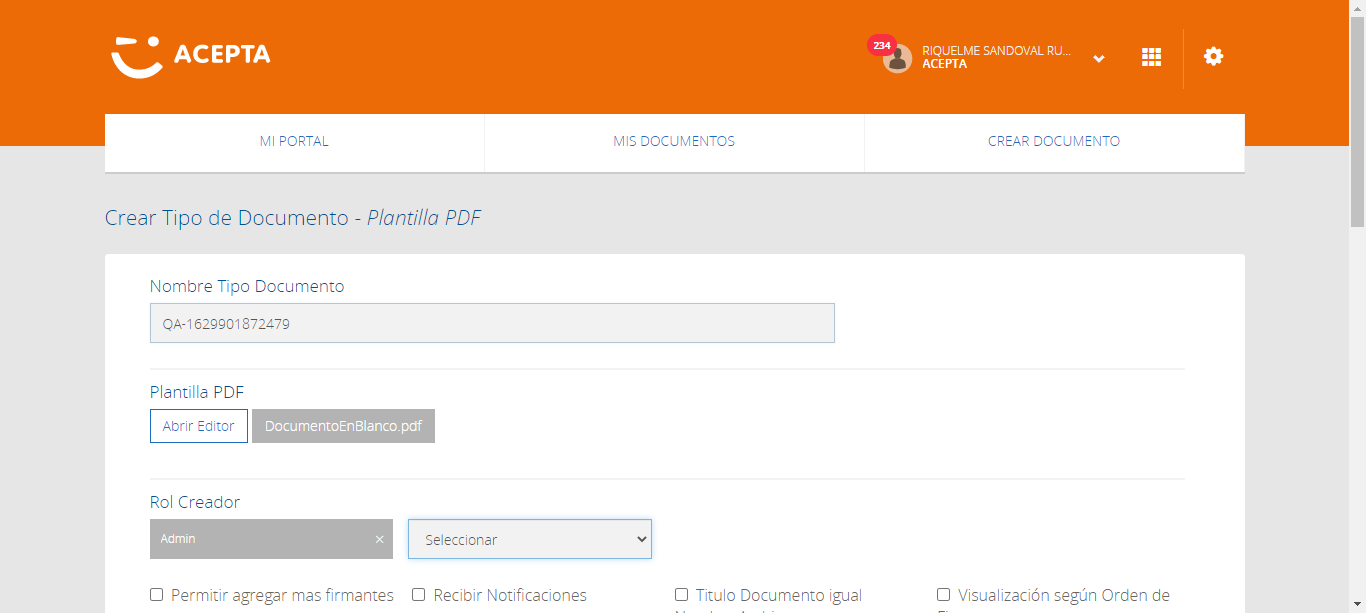 ACEPTA
234
RIQUELME SANDOVAL RU...
ACEPTA
MI PORTAL
MIS DOCUMENTOS
CREAR DOCUMENTO
Crear Tipo de Documento - Plantilla PDF
Nombre Tipo Documento
QA-1629901872479
Plantilla PDF
Abrir Editor
DocumentoEnBlanco.pdf
Rol Creador
Admin ×
Seleccionar
Permitir agregar mas firmantes
Recibir Notificaciones
Titulo Documento igual
Visualización según Orden de